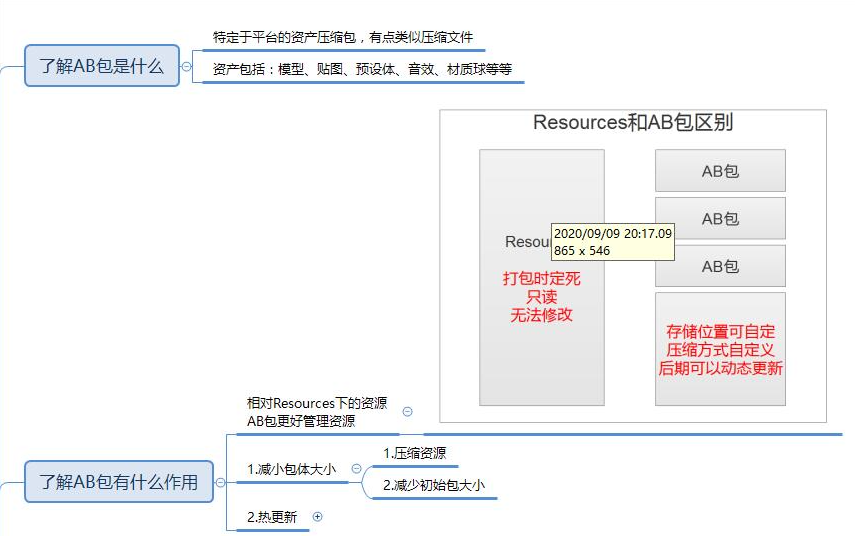 了解AB包是什么
特定于平台的资产压缩包，有点类似压缩文件
资产包括：模型、贴图、预设体、音效、材质球等等
Resources和AB包区别
打包时定死
只读
无法修改
2020/09/09 20:17.09
865 x 546
AB包
AB包
AB包
存储位置可自定
压缩方式自定义
后期可以动态更新
了解AB包有什么作用
相对Resources下的资源
AB包更好管理资源
1.减小包体大小
1.压缩资源
2.减少初始包大小
2.热更新